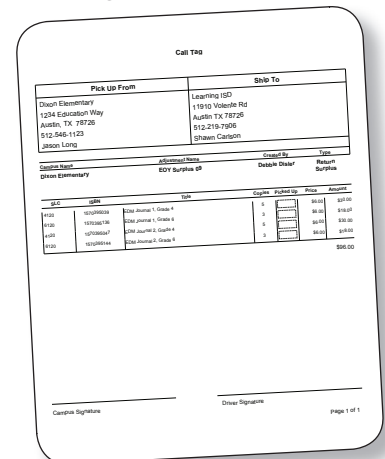 Call Tag
Pick Up From Ship To
Dixon Elementary Learning ISD
1234 Education Way 11910 Volente Rd
Austin, TX 78726 Austin TX 78726
512-546-1123 512-219-7906
Jason Long Shawn Carlson
Campus Name Adjustment Name Created By Type
Dixon Elementary EOY Surplus 09 Debbie Disler Return
Surplus
SLC ISBN Title Copies Picked Up Price Amount
4120 EDM Journal 1, Grade 4 5 $6.00 $30.00
6120 EDM Journal 1, Grade 6 3 $6.00 $18.00
4120 EDM Journal 2, Grade 4 5 $6.00 $30.00
6120 EDM Journal 2, Grade 6 3 $6.00 $18.00
$96.00
Campus Signature Driver Signature
Page 1 of 1